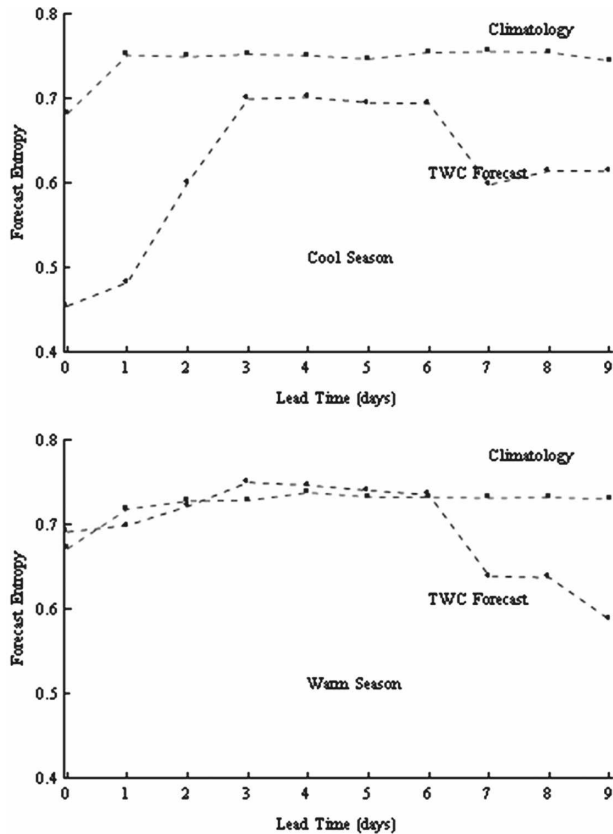 0.8
Climatology
0.7
TWC Forecast
0.6
Forecast Entropy
0.5
Cool Season
0.4
0 1 2 3 4 5 6 7 8 9
Lead Time (days)
0.8
Climatology
0.7
TWC Forecast
0.6
Forecast Entropy
0.5
Warm Season
0.4
0 1 2 3 4 5 6 7 8 9
Lead Time (days)